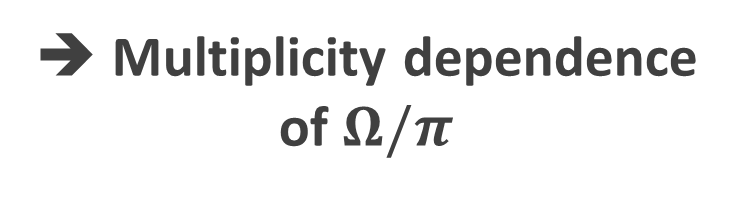 ➔ Multiplicity dependence
of Ω/π